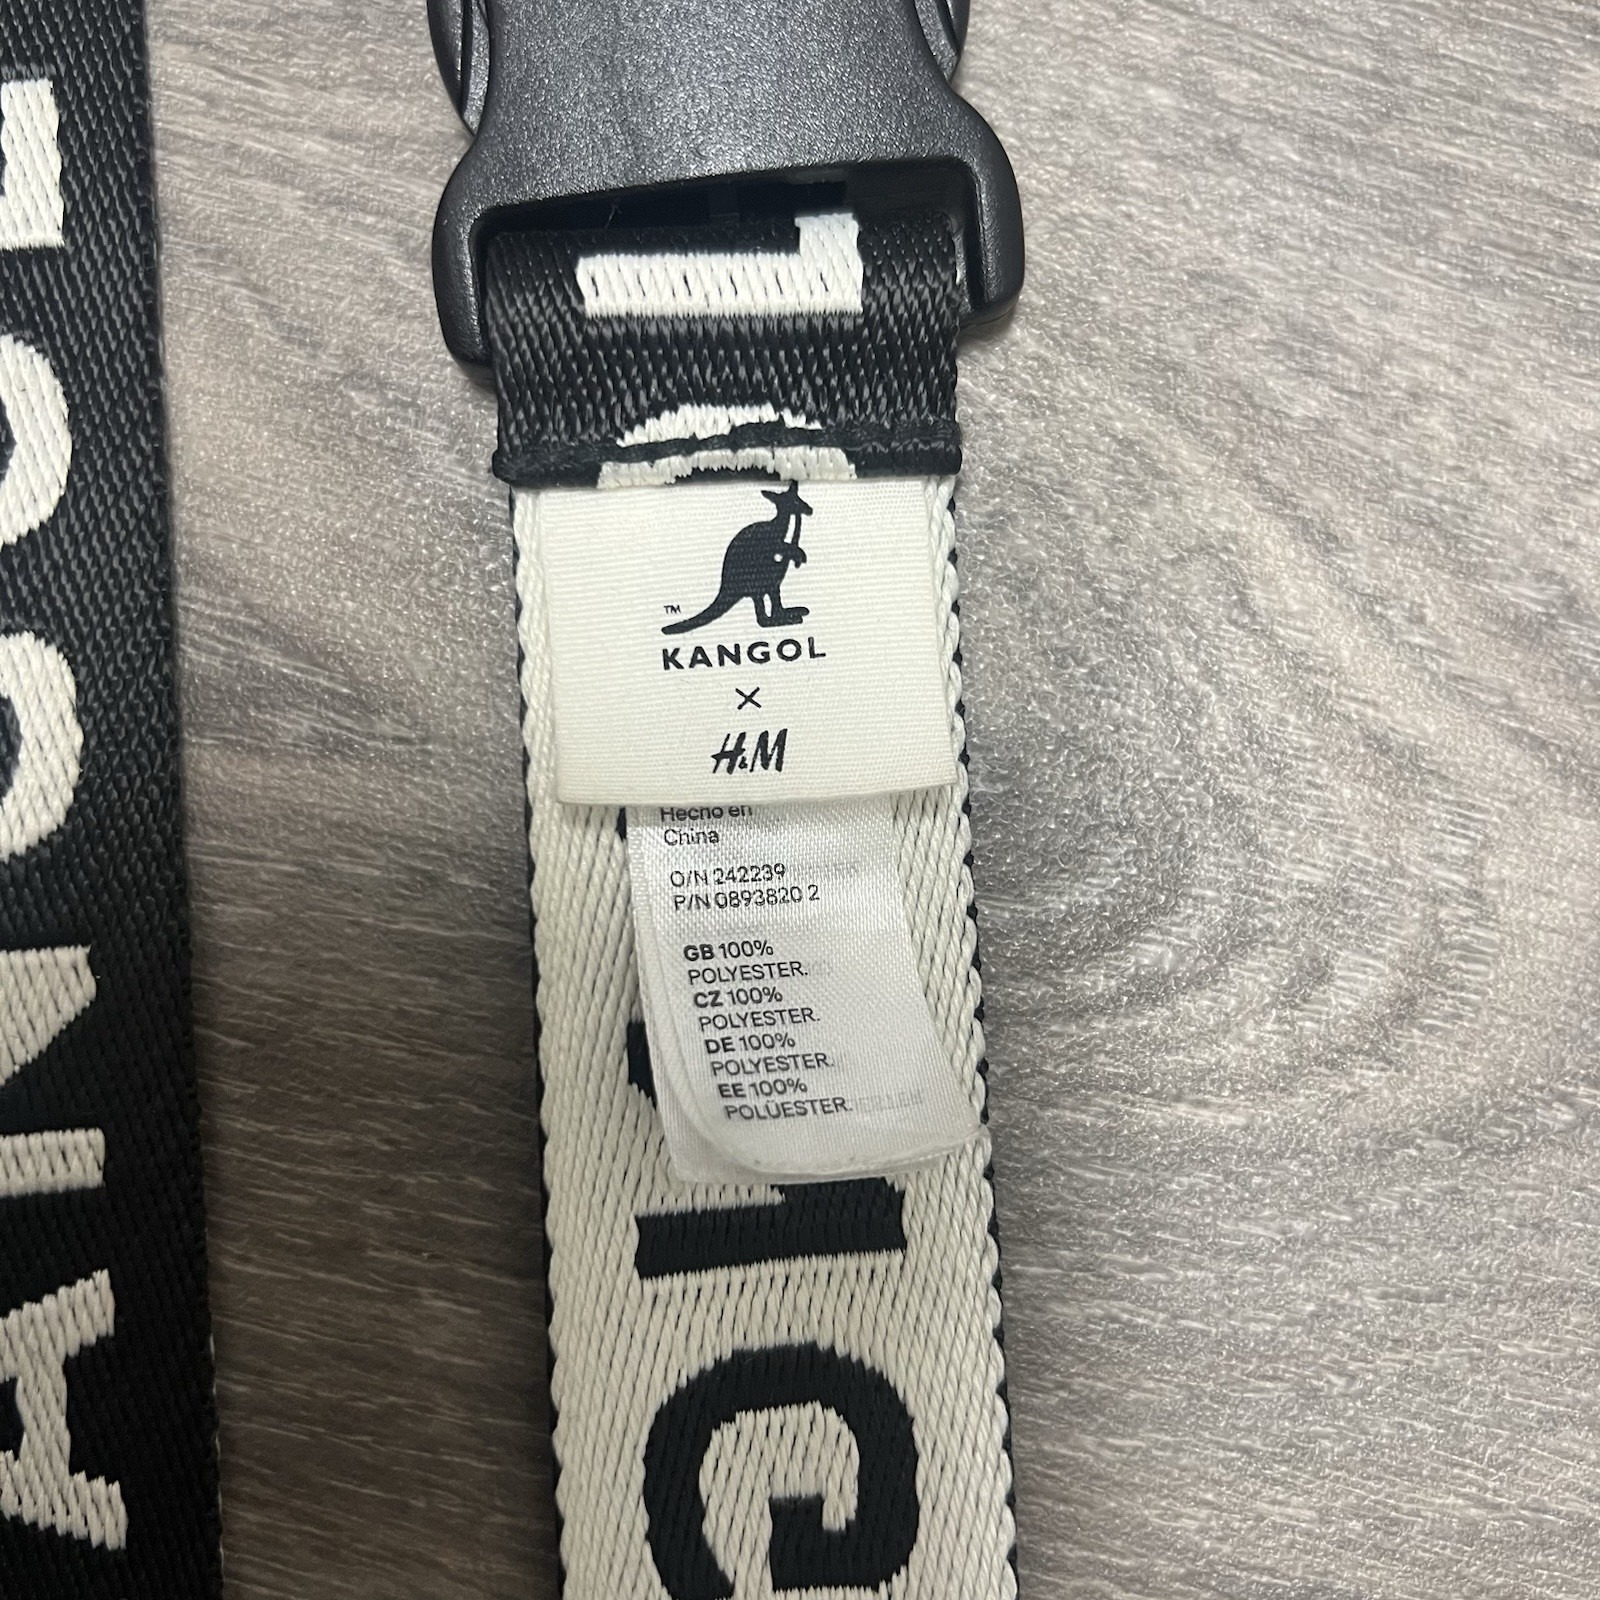 ™
KANGOL
×
H&M
Hecho en
China
O/N 242239
P/N 0893820 2
GB 100%
POLYESTER.
CZ 100%
POLYESTER.
DE 100%
POLYESTER.
EE 100%
POLÜESTER.